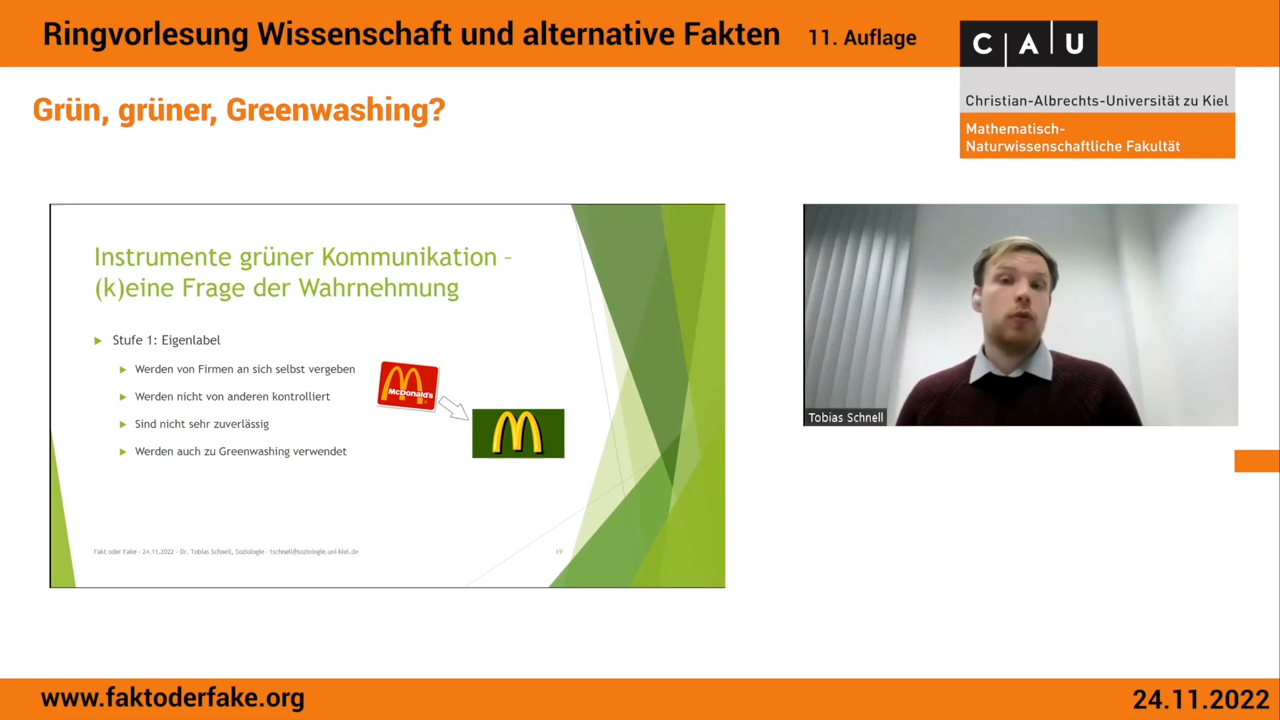 Ringvorlesung Wissenschaft und alternative Fakten 11. Auflage
C A U
Christian-Albrechts-Universität zu Kiel
Mathematisch-
Naturwissenschaftliche Fakultät
Grün, grüner, Greenwashing?
Instrumente grüner Kommunikation –
(k)eine Frage der Wahrnehmung
Stufe 1: Eigenlabel
Werden von Firmen an sich selbst vergeben
Werden nicht von anderen kontrolliert
Sind nicht sehr zuverlässig
Werden auch zu Greenwashing verwendet
McDonald's
Fakt oder Fake - 24.11.2022 - Dr. Tobias Schnell, Soziologie - tschnell@soziologie.uni-kiel.de
19
Tobias Schnell
www.faktoderfake.org
24.11.2022